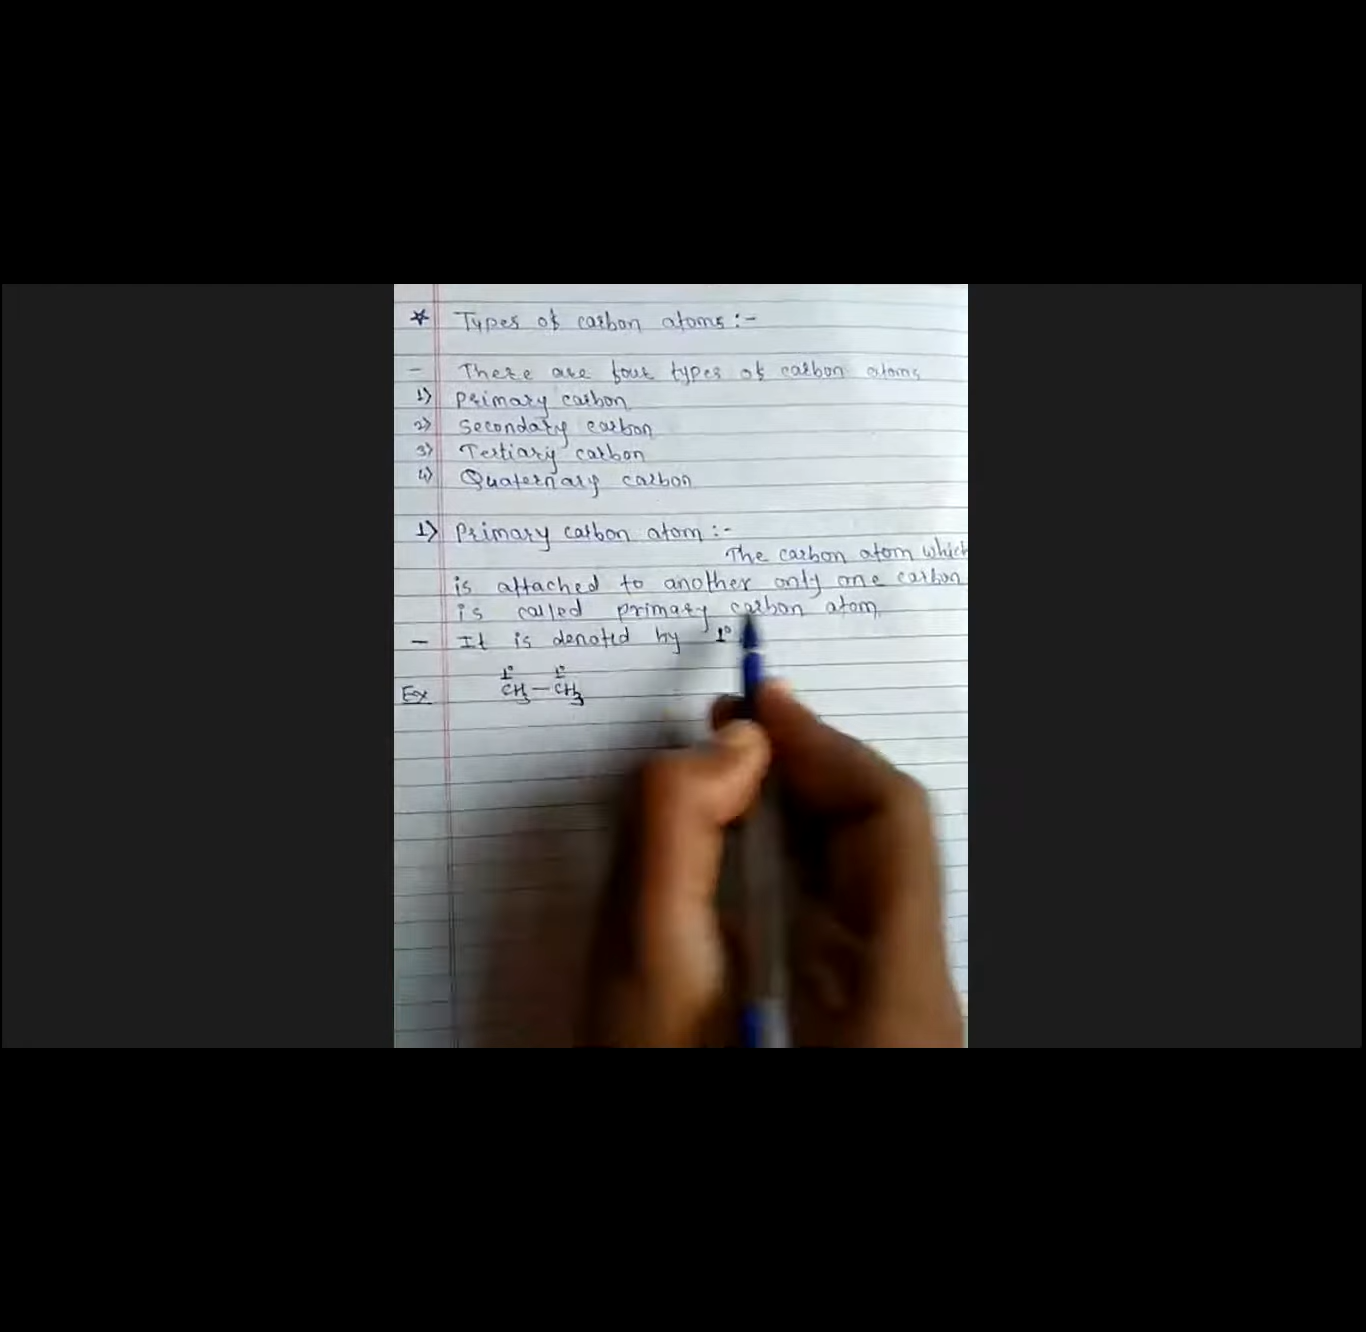 * Types of carbon atoms :-
- There are four types of carbon atoms
1) Primary carbon
2) Secondary carbon
3) Tertiary carbon
4) Quaternary carbon
1) Primary carbon atom :-
The carbon atom which
is attached to another only one carbon
is called primary carbon atom
- It is denoted by 1°
1° 1°
Ex CH₃ — CH₃